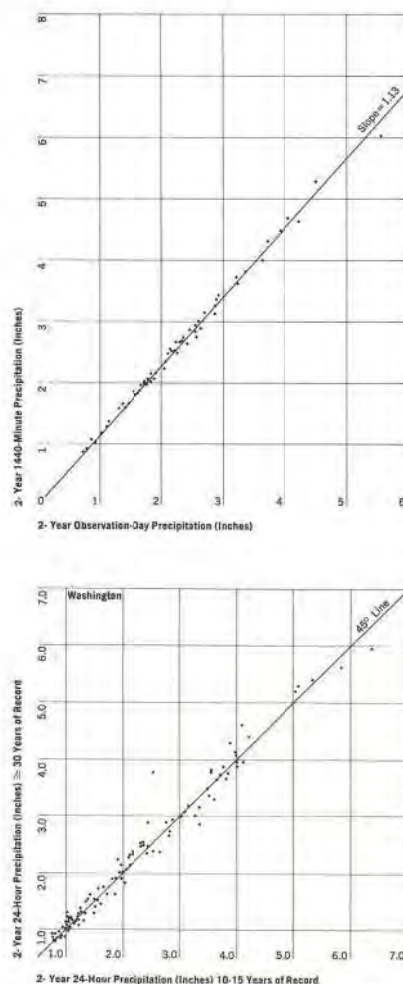 2- Year 1440-Minute Precipitation (Inches)
8
7
6
5
4
3
2
1
Slope = 1.13
0 1 2 3 4 5 6
2- Year Observation-Day Precipitation (Inches)
2- Year 24-Hour Precipitation (Inches) ≥ 30 Years of Record
7.0
6.0
5.0
4.0
3.0
2.0
1.0
Washington
45° Line
1.0 2.0 3.0 4.0 5.0 6.0 7.0
2- Year 24-Hour Precipitation (Inches) 10-15 Years of Record